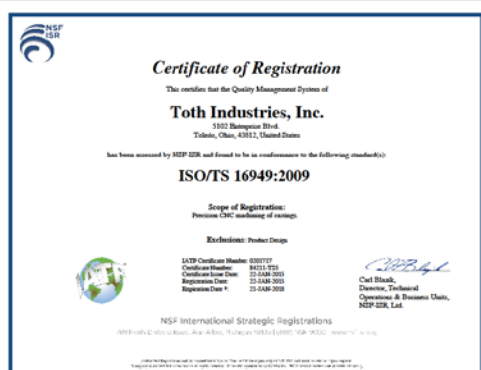 NSF
ISR
Certificate of Registration
This certifies that the Quality Management System of
Toth Industries, Inc.
5102 Enterprise Blvd.
Toledo, Ohio, 43612, United States
has been assessed by NSF-ISR and found to be in conformance to the following standard(s):
ISO/TS 16949:2009
Scope of Registration:
Precision CNC machining of castings.
Exclusions: Product Design
IATF
IATF Certificate Number: 0201717
Certificate Number: 84211-TS3
Certificate Issue Date: 22-JAN-2015
Registration Date: 22-JAN-2015
Expiration Date *: 21-JAN-2018
Carl Blazik,
Director, Technical
Operations & Business Units,
NSF-ISR, Ltd.
NSF International Strategic Registrations